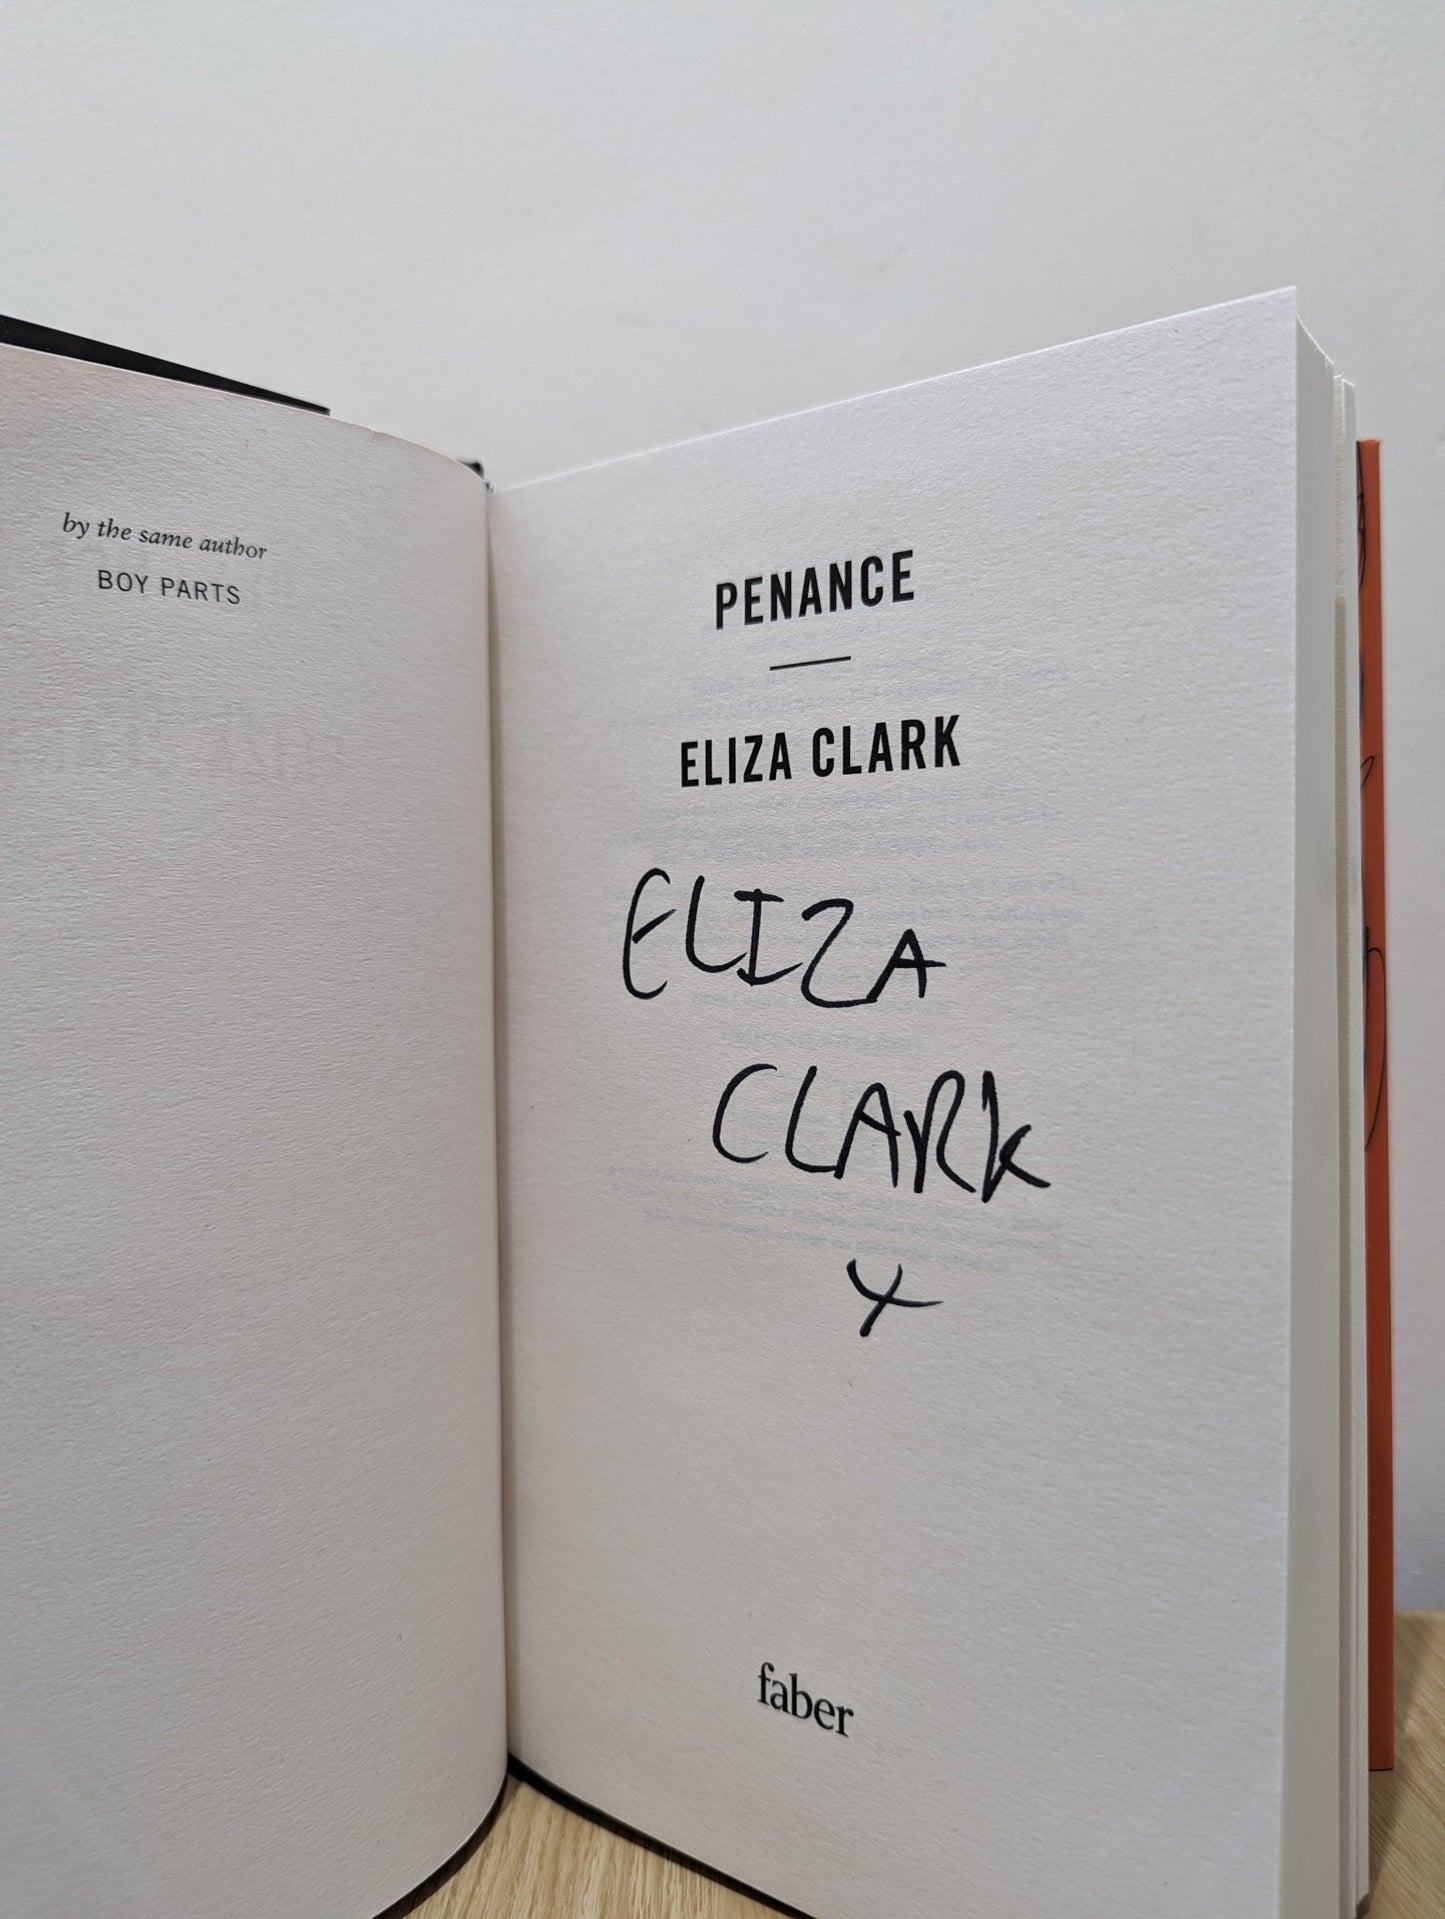 by the same author
BOY PARTS
PENANCE
ELIZA CLARK
ELIZA
CLARK
x
faber